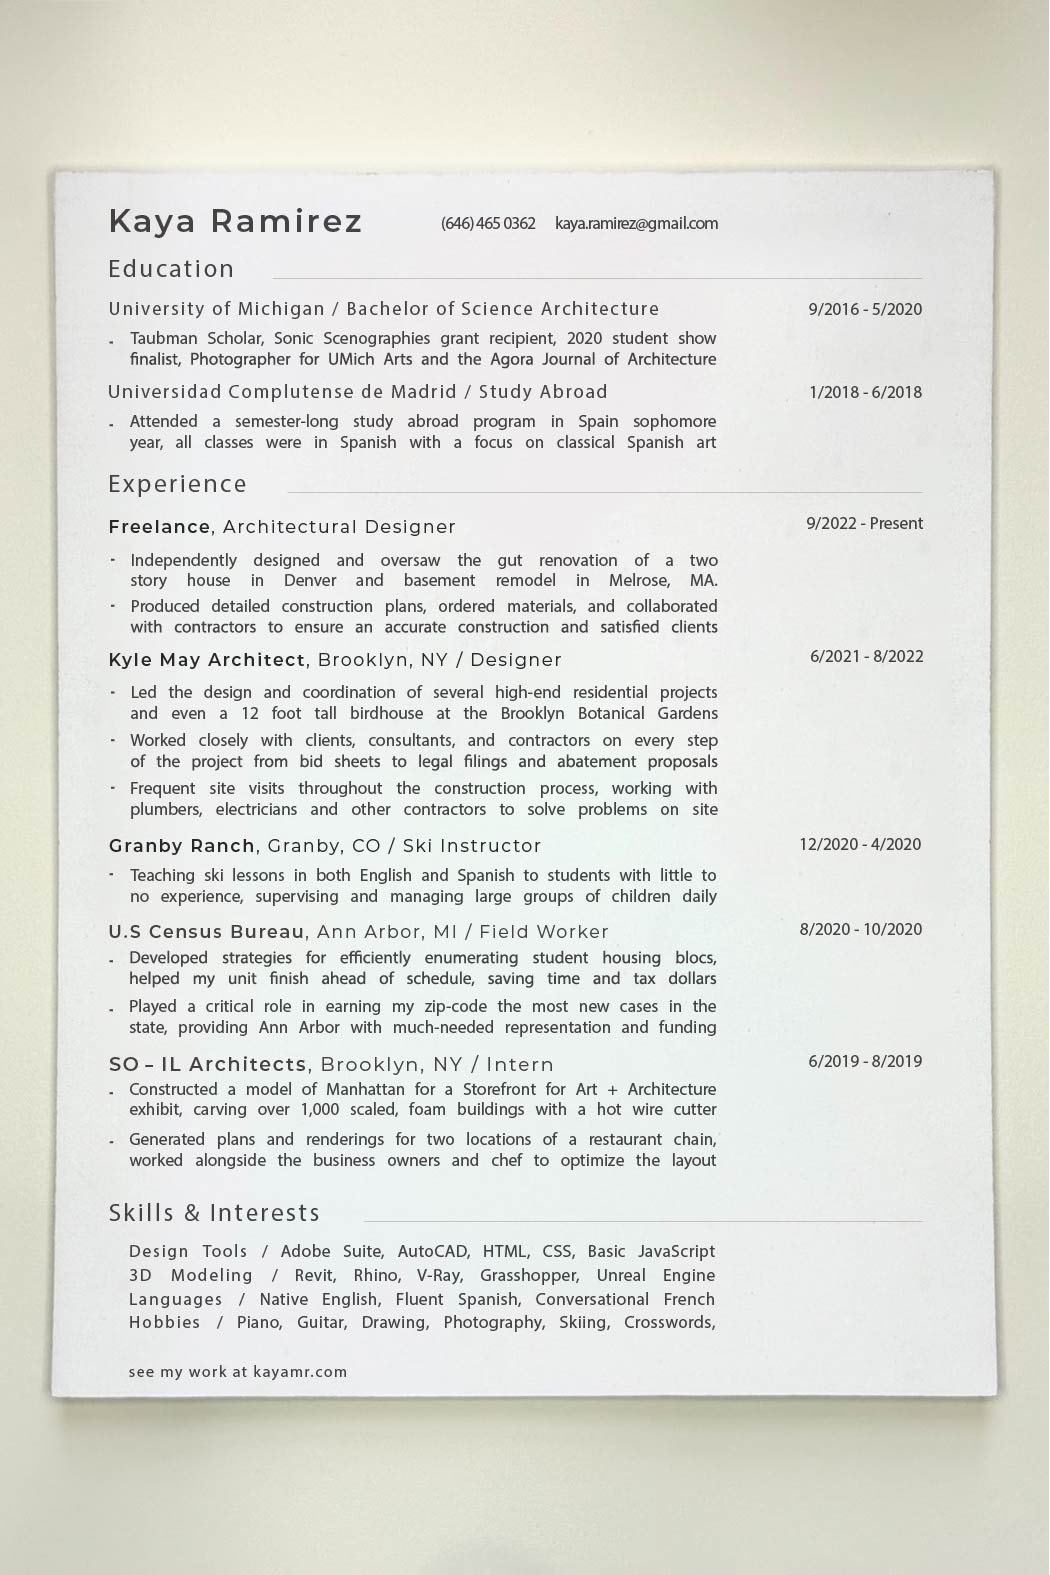 Kaya Ramirez (646) 465 0362 kaya.ramirez@gmail.com
Education
University of Michigan / Bachelor of Science Architecture 9/2016 - 5/2020
- Taubman Scholar, Sonic Scenographies grant recipient, 2020 student show
finalist, Photographer for UMich Arts and the Agora Journal of Architecture
Universidad Complutense de Madrid / Study Abroad 1/2018 - 6/2018
- Attended a semester-long study abroad program in Spain sophomore
year, all classes were in Spanish with a focus on classical Spanish art
Experience
Freelance, Architectural Designer 9/2022 - Present
- Independently designed and oversaw the gut renovation of a two
story house in Denver and basement remodel in Melrose, MA.
- Produced detailed construction plans, ordered materials, and collaborated
with contractors to ensure an accurate construction and satisfied clients
Kyle May Architect, Brooklyn, NY / Designer 6/2021 - 8/2022
- Led the design and coordination of several high-end residential projects
and even a 12 foot tall birdhouse at the Brooklyn Botanical Gardens
- Worked closely with clients, consultants, and contractors on every step
of the project from bid sheets to legal filings and abatement proposals
- Frequent site visits throughout the construction process, working with
plumbers, electricians and other contractors to solve problems on site
Granby Ranch, Granby, CO / Ski Instructor 12/2020 - 4/2020
- Teaching ski lessons in both English and Spanish to students with little to
no experience, supervising and managing large groups of children daily
U.S Census Bureau, Ann Arbor, MI / Field Worker 8/2020 - 10/2020
- Developed strategies for efficiently enumerating student housing blocs,
helped my unit finish ahead of schedule, saving time and tax dollars
- Played a critical role in earning my zip-code the most new cases in the
state, providing Ann Arbor with much-needed representation and funding
SO – IL Architects, Brooklyn, NY / Intern 6/2019 - 8/2019
- Constructed a model of Manhattan for a Storefront for Art + Architecture
exhibit, carving over 1,000 scaled, foam buildings with a hot wire cutter
- Generated plans and renderings for two locations of a restaurant chain,
worked alongside the business owners and chef to optimize the layout
Skills & Interests
Design Tools / Adobe Suite, AutoCAD, HTML, CSS, Basic JavaScript
3D Modeling / Revit, Rhino, V-Ray, Grasshopper, Unreal Engine
Languages / Native English, Fluent Spanish, Conversational French
Hobbies / Piano, Guitar, Drawing, Photography, Skiing, Crosswords,
see my work at kayamr.com